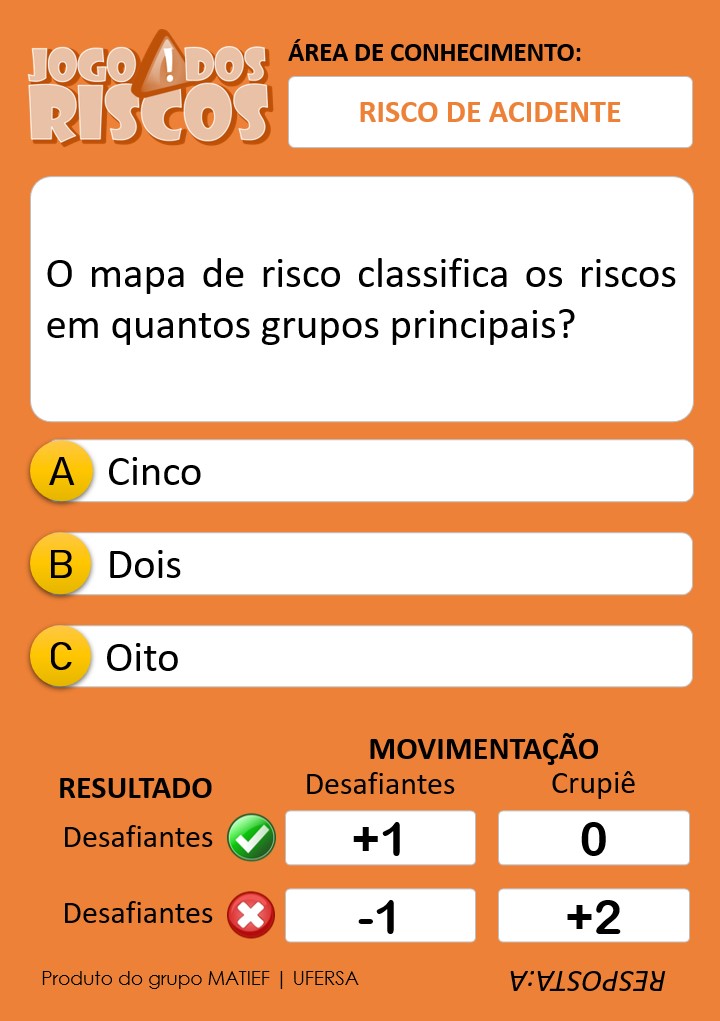 JOGO DOS
RISCOS
ÁREA DE CONHECIMENTO:
RISCO DE ACIDENTE
O mapa de risco classifica os riscos
em quantos grupos principais?
A Cinco
B Dois
C Oito
MOVIMENTAÇÃO
RESULTADO Desafiantes Crupiê
Desafiantes +1 0
Desafiantes -1 +2
Produto do grupo MATIEF | UFERSA
RESPOSTA:A